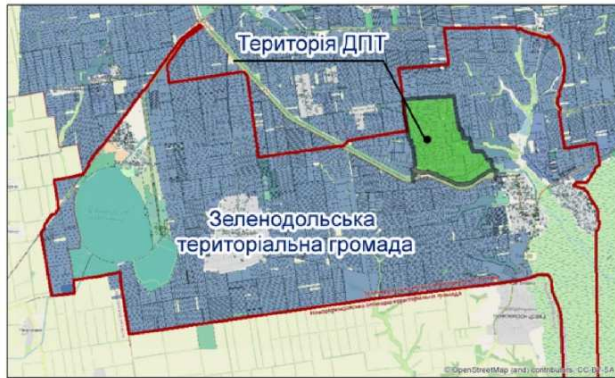 Територія ДПТ
Зеленодольська
територіальна громада
© OpenStreetMap (and) contributors, CC-BY-SA